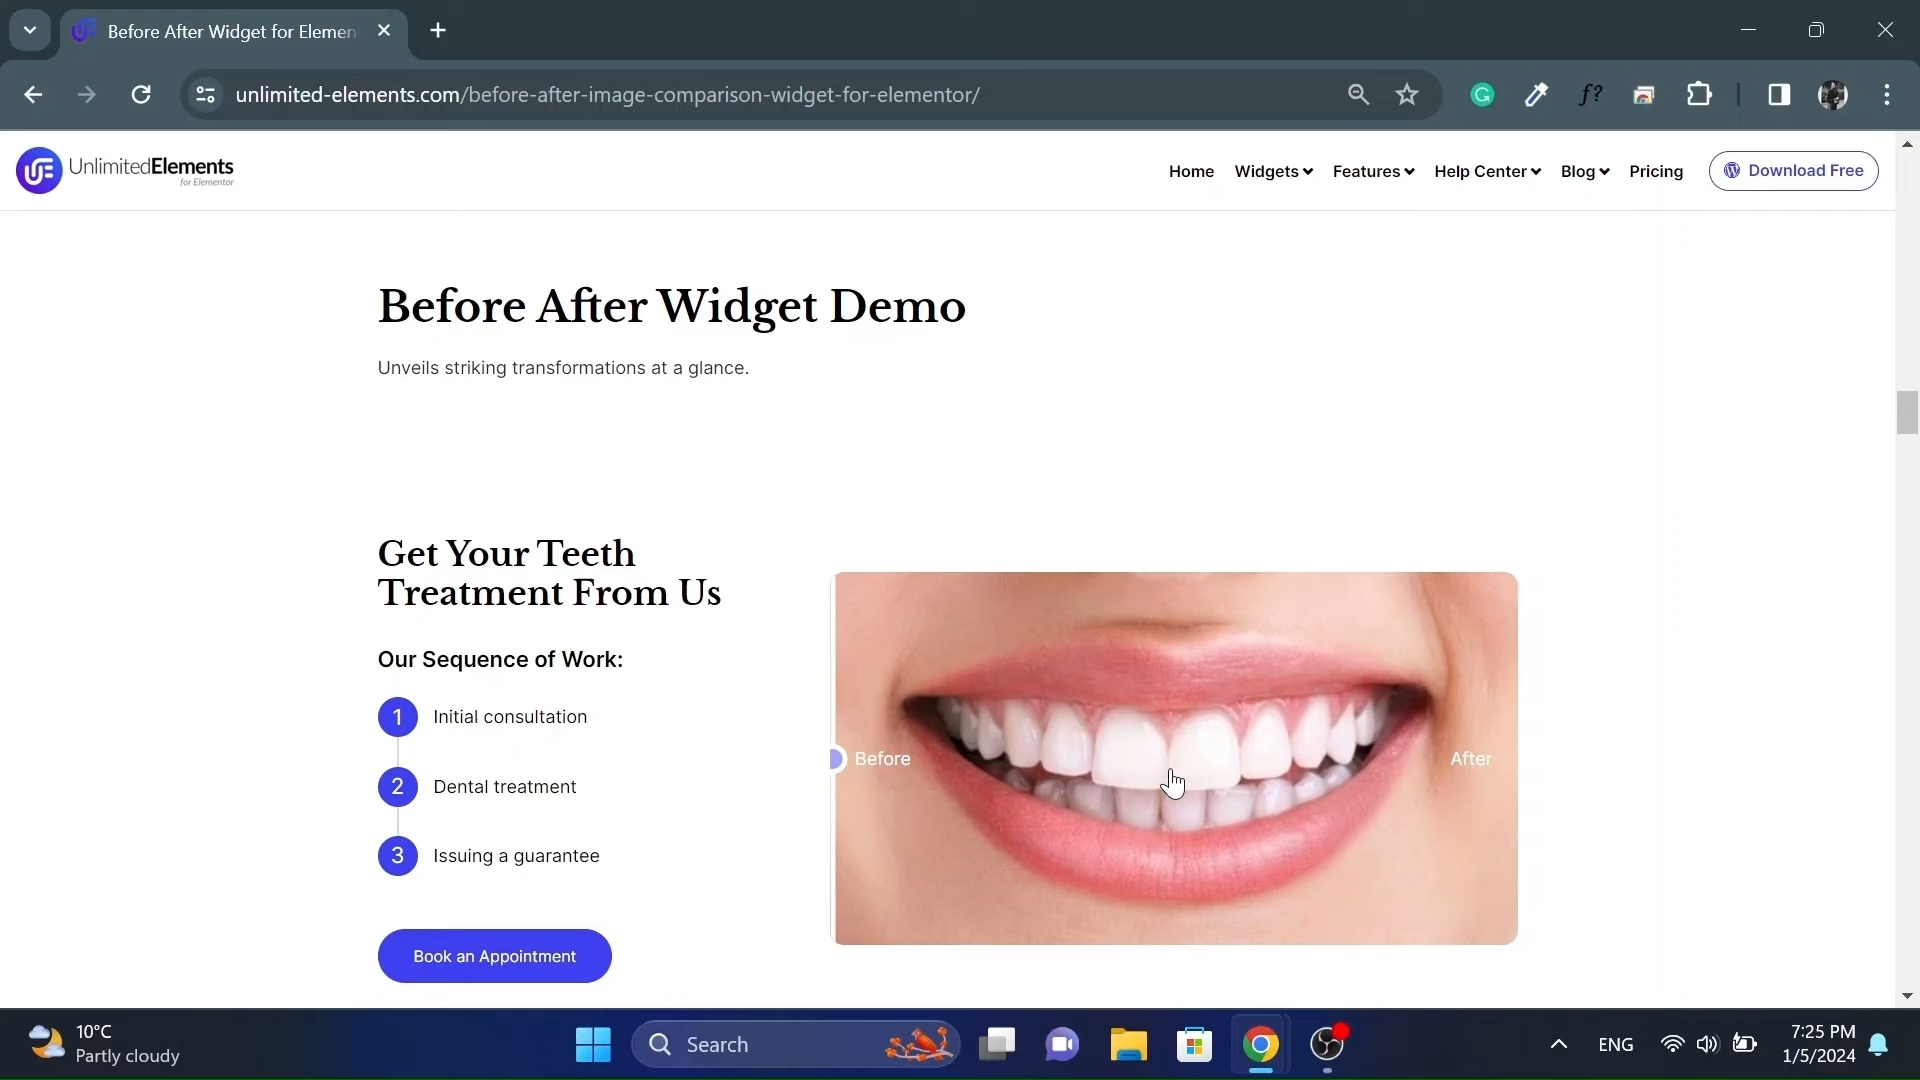 Before After Widget for Elemen
unlimited-elements.com/before-after-image-comparison-widget-for-elementor/
G
f?
UE UnlimitedElements
for Elementor
Home Widgets Features Help Center Blog Pricing Download Free
Before After Widget Demo
Unveils striking transformations at a glance.
Get Your Teeth
Treatment From Us
Our Sequence of Work:
1 Initial consultation
2 Dental treatment
3 Issuing a guarantee
Before
After
Book an Appointment
10°C
Partly cloudy
Search
ENG
7:25 PM
1/5/2024